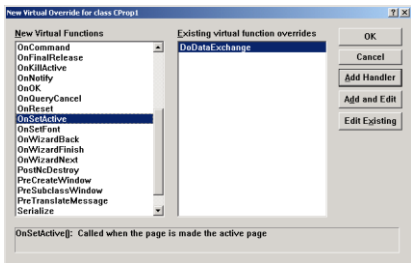 New Virtual Override for class CProp1
New Virtual Functions
Existing virtual function overrides
OnCommand
OnFinalRelease
OnKillActive
OnNotify
OnOK
OnQueryCancel
OnReset
OnSetActive
OnSetFont
OnWizardBack
OnWizardFinish
OnWizardNext
PostNcDestroy
PreCreateWindow
PreSubclassWindow
PreTranslateMessage
Serialize
DoDataExchange
OK
Cancel
Add Handler
Add and Edit
Edit Existing
OnSetActive(): Called when the page is made the active page